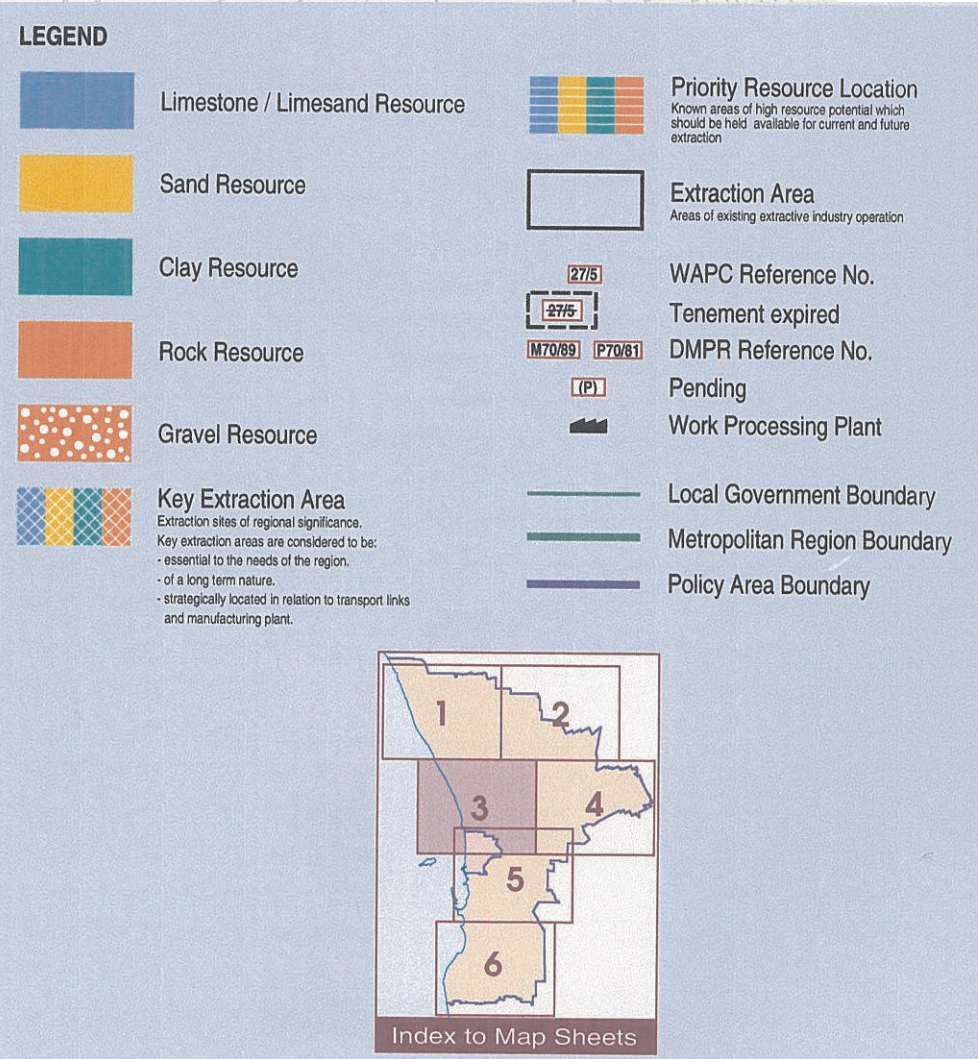 LEGEND
Limestone / Limesand Resource
Sand Resource
Clay Resource
Rock Resource
Gravel Resource
Key Extraction Area
Extraction sites of regional significance.
Key extraction areas are considered to be:
- essential to the needs of the region.
- of a long term nature.
- strategically located in relation to transport links
and manufacturing plant.
Priority Resource Location
Known areas of high resource potential which
should be held available for current and future
extraction
Extraction Area
Areas of existing extractive industry operation
27/5 WAPC Reference No.
27/5 Tenement expired
M70/89 P70/81 DMPR Reference No.
(P) Pending
Work Processing Plant
Local Government Boundary
Metropolitan Region Boundary
Policy Area Boundary
1
2
3
4
5
6
Index to Map Sheets